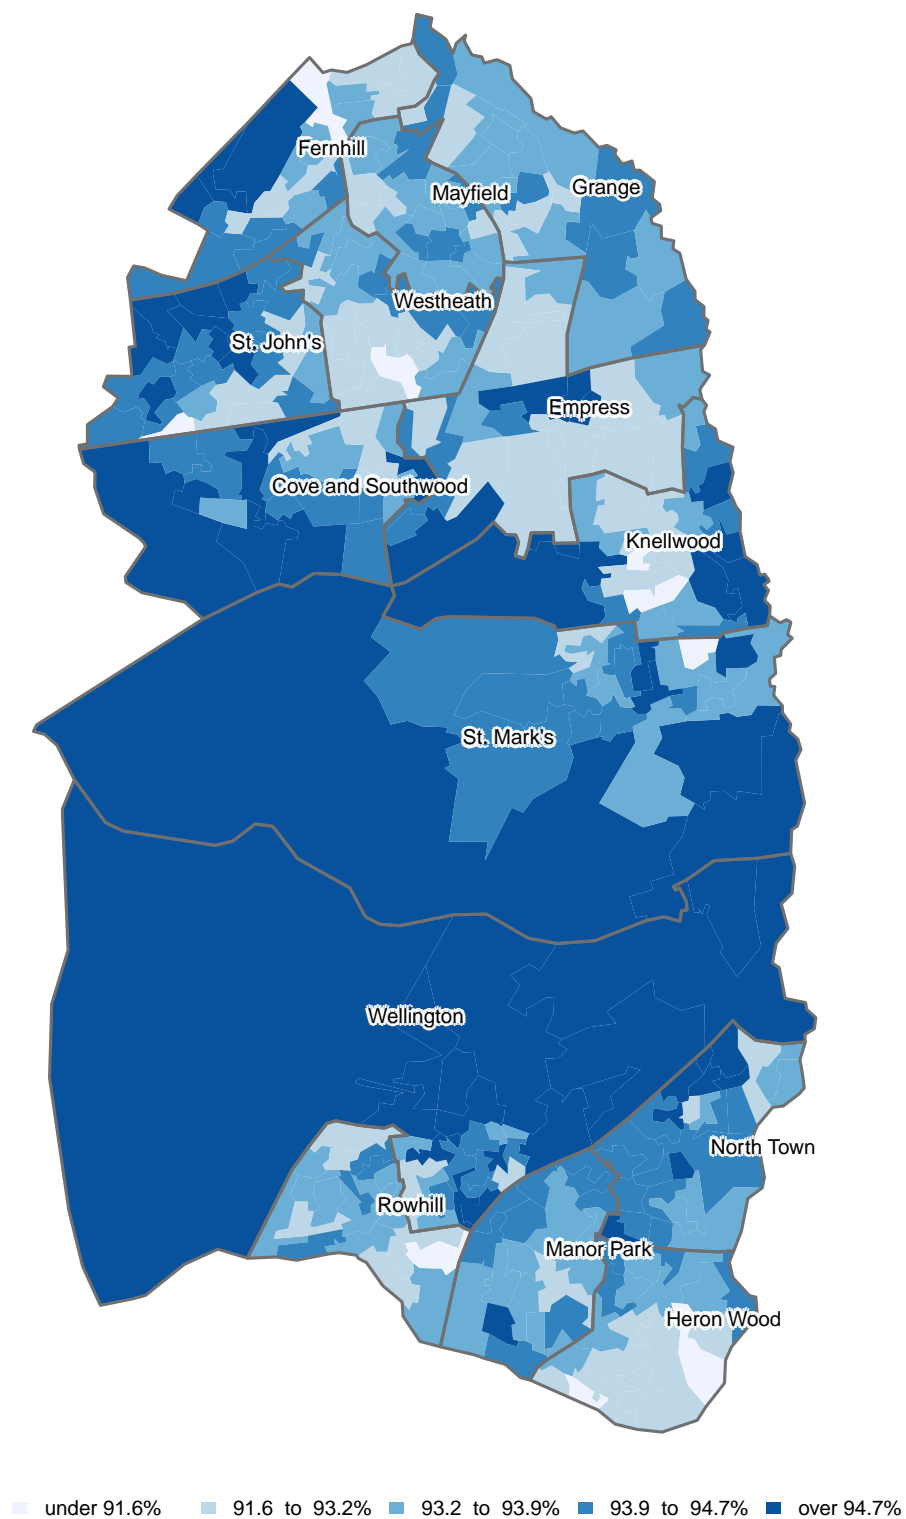 Fernhill
Mayfield
Grange
Westheath
St. John's
Empress
Cove and Southwood
Knellwood
St. Mark's
Wellington
North Town
Rowhill
Manor Park
Heron Wood
under 91.6% 91.6 to 93.2% 93.2 to 93.9% 93.9 to 94.7% over 94.7%